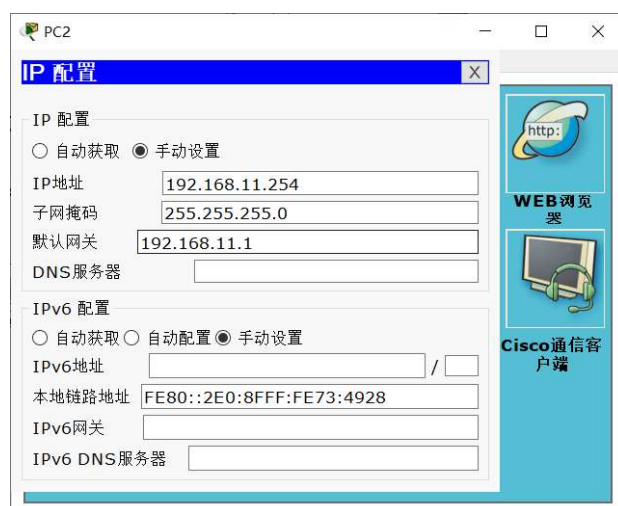 PC2
IP 配置
X
IP 配置
自动获取 手动设置
IP地址 192.168.11.254
子网掩码 255.255.255.0
默认网关 192.168.11.1
DNS服务器
IPv6 配置
自动获取 自动配置 手动设置
IPv6地址 /
本地链路地址 FE80::2E0:8FFF:FE73:4928
IPv6网关
IPv6 DNS服务器
http:
WEB浏览
器
Cisco通信客
户端